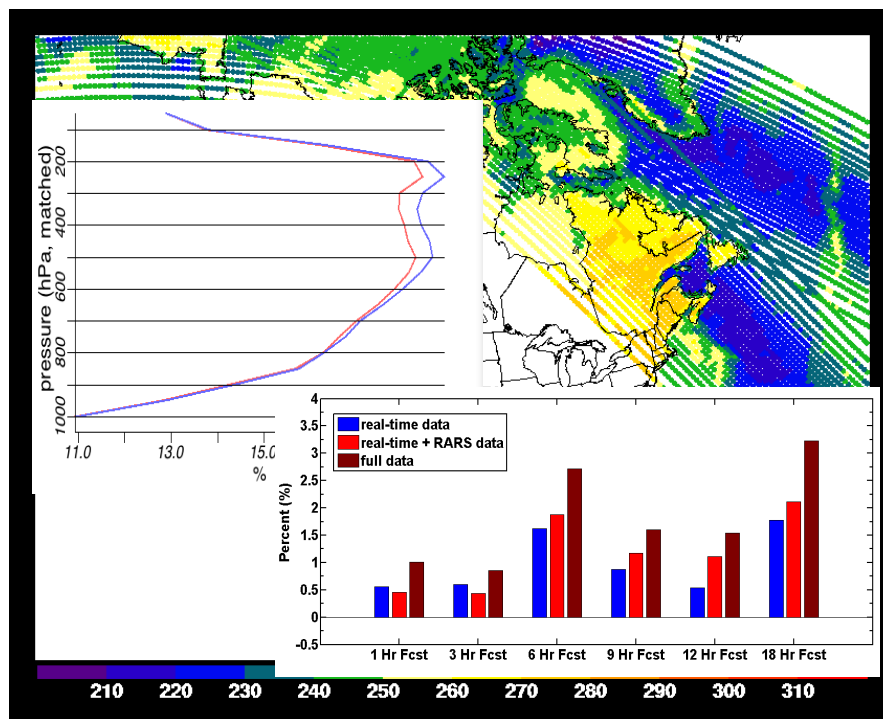 200
400
600
800
1000
pressure (hPa, matched)
11.0 13.0 15.0
%
4
3.5
3
2.5
2
1.5
1
0.5
0
-0.5
Percent (%)
real-time data
real-time + RARS data
full data
1 Hr Fcst 3 Hr Fcst 6 Hr Fcst 9 Hr Fcst 12 Hr Fcst 18 Hr Fcst
210 220 230 240 250 260 270 280 290 300 310